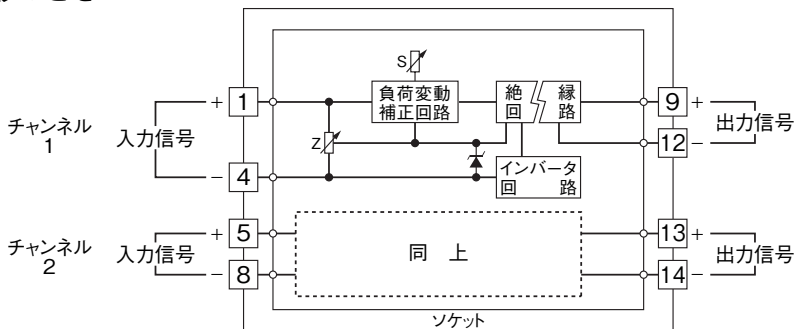 S
負荷変動
補正回路
絶 縁
回 路
チャンネル
1
入力信号
+ 1
9 +
出力信号
12 −
Z
− 4
インバータ
回 路
チャンネル
2
入力信号
+ 5
同 上
13 +
出力信号
− 8
14 −
ソケット